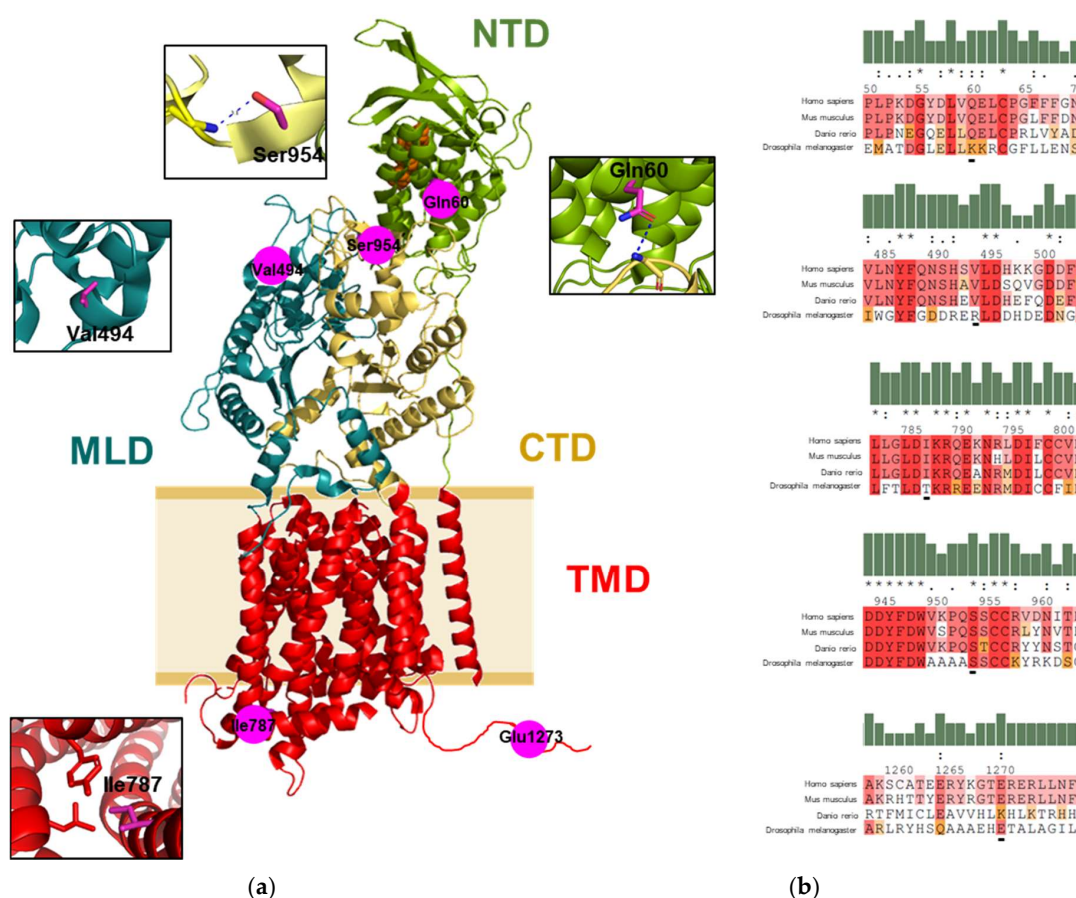 NTD
Ser954
Gln60
Gln60
Ser954
Val494
Val494
MLD
CTD
TMD
Ile787
Ile787
Glu1273
(a)
50 55 60 65
Homo sapiens PLPKDGYDLVQELCPGFFFGN
Mus musculus PLPKDGYDLVQELCPGLFFDN
Danio rerio PLPNEGQELLQELCPRLVYAD
Drosophila melanogaster EMATDGLELLKKRCGFLLENS
485 490 495 500
Homo sapiens VLNYFQNSHSVLDHKKGDDF
Mus musculus VLNYFQNSHAVLDSQVGDDF
Danio rerio VLNYFQNSHEVLDHEFQDEF
Drosophila melanogaster IWGYFGDDRERLDDHDEDNG
785 790 795 800
Homo sapiens LLGLDIKRQEKNRLDIFCCV
Mus musculus LLGLDIKRQEKNHLDILCCV
Danio rerio LLGLDIKRQEANRMDILCCV
Drosophila melanogaster LFTLDTKRREENRMDICCFI
945 950 955 960
Homo sapiens DDYFDWVKPQSSCCRVDNIT
Mus musculus DDYFDWVSPQSSCCRLYNVT
Danio rerio DDYFDWVKPQSTCCRYYNST
Drosophila melanogaster DDYFDWAAAASSCCKYRKDS
1260 1265 1270
Homo sapiens AKSCATEERYKGTERERLLNF
Mus musculus AKRHTTYERYRGTERERLLNF
Danio rerio RTFMICLEAVVHLKHLKTRHH
Drosophila melanogaster ARLRYHSQAAAEHETALAGIL
(b)